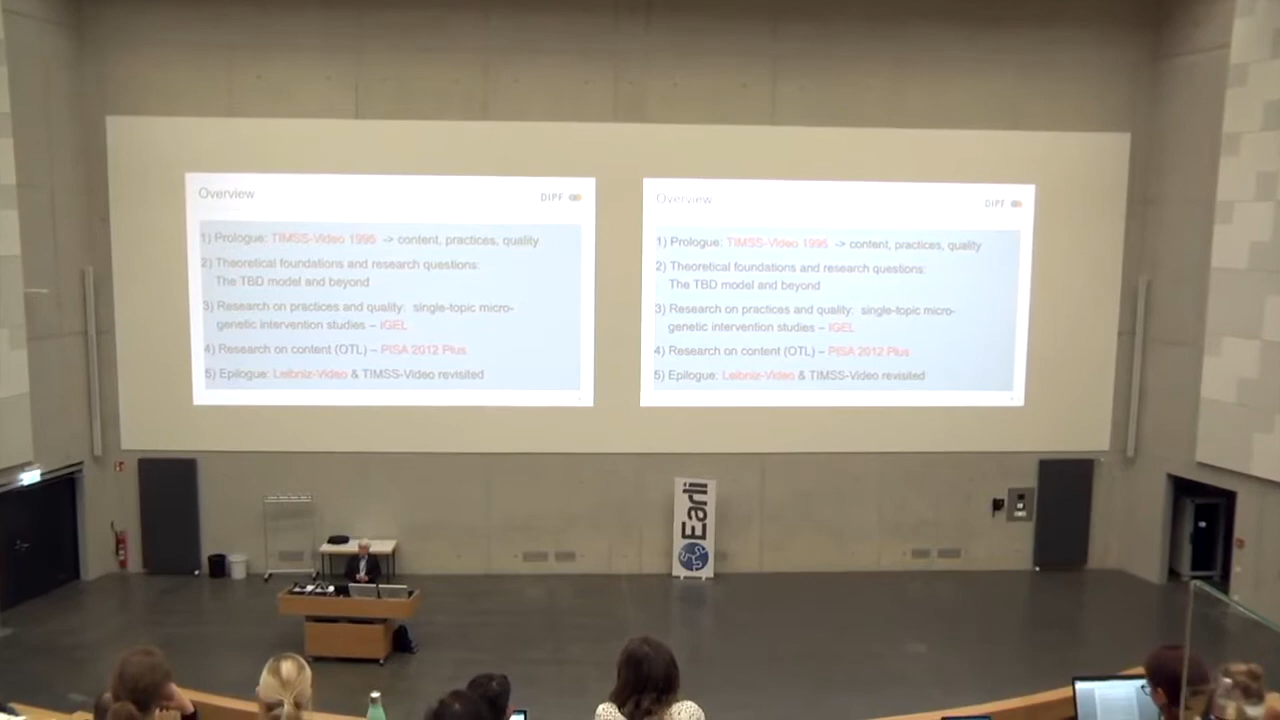 Overview
DIPF
1) Prologue: TIMSS-Video 1995 -> content, practices, quality
2) Theoretical foundations and research questions:
The TBD model and beyond
3) Research on practices and quality: single-topic micro-
genetic intervention studies – IGEL
4) Research on content (OTL) – PISA 2012 Plus
5) Epilogue: Leibniz-Video & TIMSS-Video revisited
Overview
DIPF
1) Prologue: TIMSS-Video 1995 -> content, practices, quality
2) Theoretical foundations and research questions:
The TBD model and beyond
3) Research on practices and quality: single-topic micro-
genetic intervention studies – IGEL
4) Research on content (OTL) – PISA 2012 Plus
5) Epilogue: Leibniz-Video & TIMSS-Video revisited
Earli